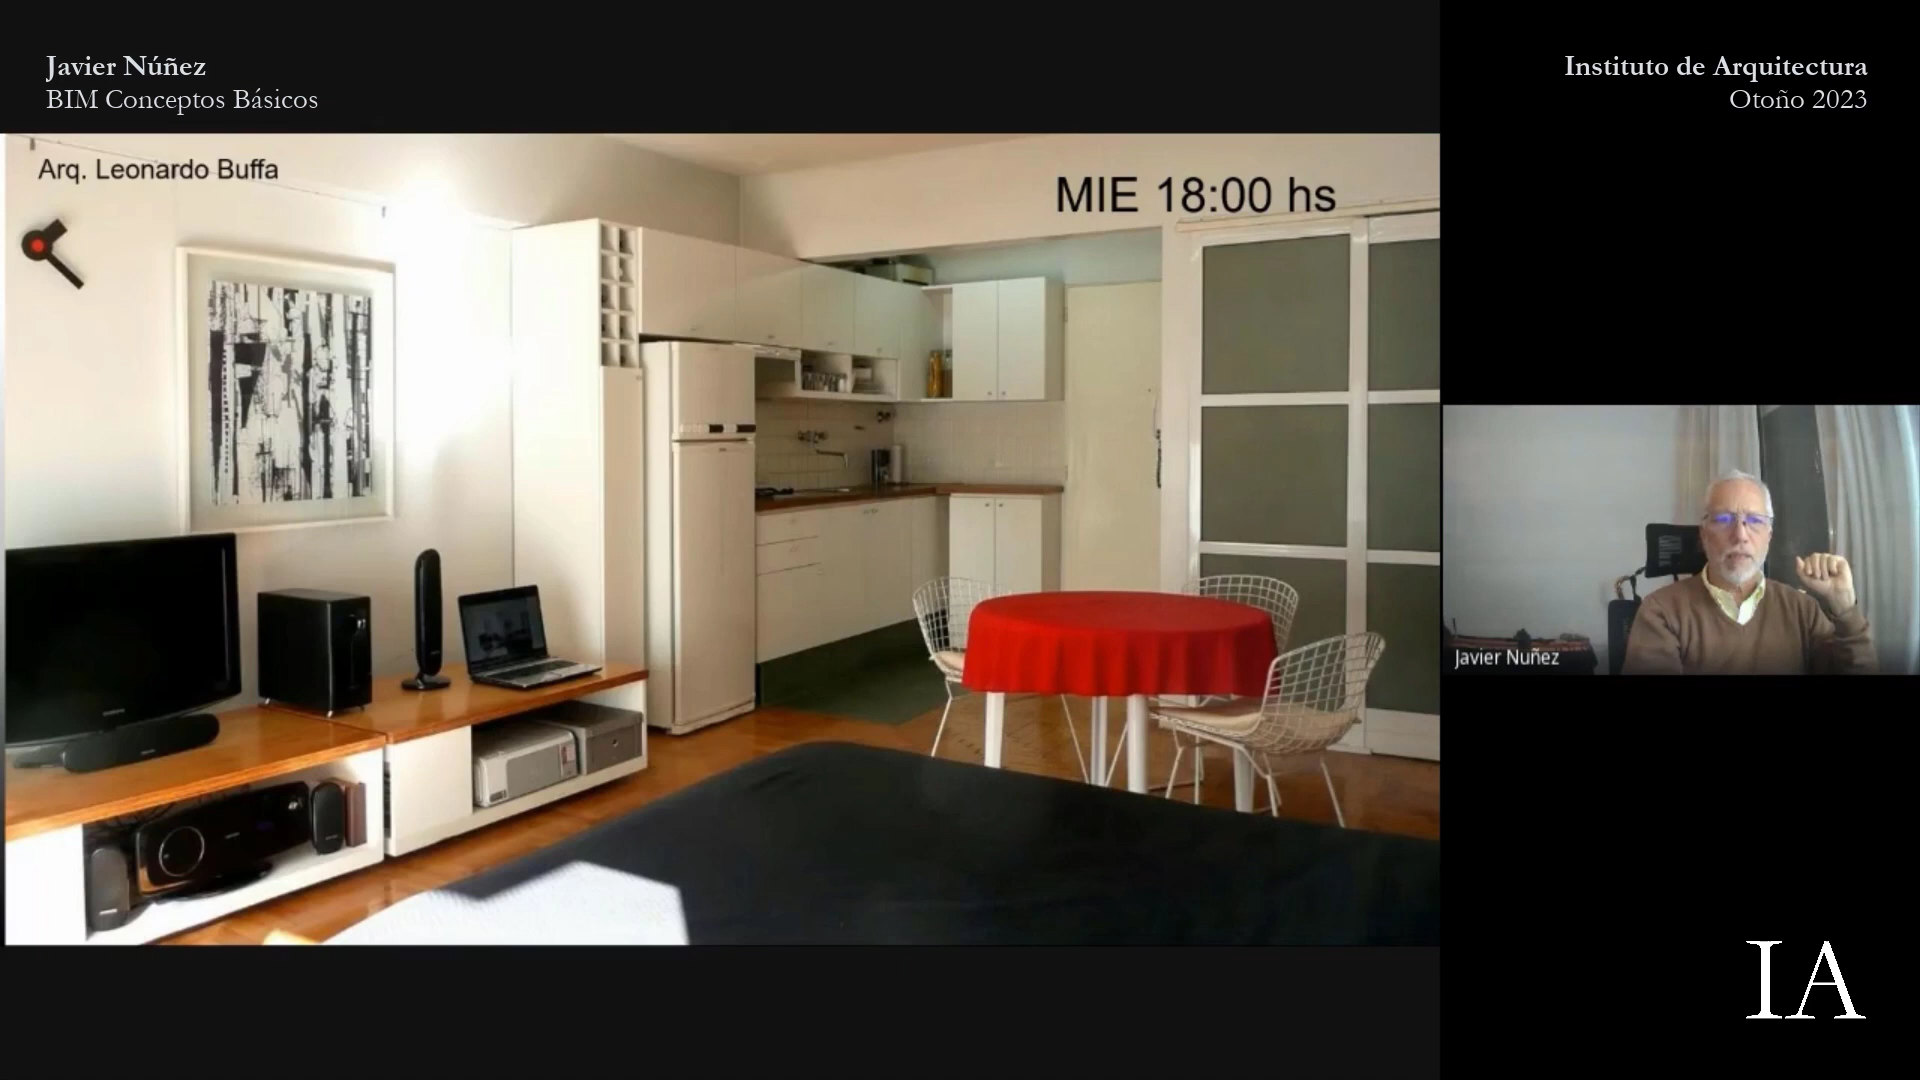 Javier Núñez
BIM Conceptos Básicos
Instituto de Arquitectura
Otoño 2023
Arq. Leonardo Buffa
MIE 18:00 hs
Javier Nuñez
IA